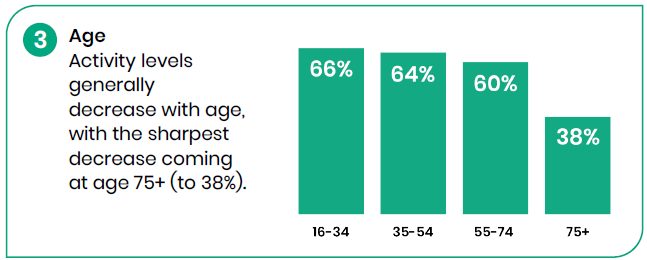 3
Age
Activity levels
generally
decrease with age,
with the sharpest
decrease coming
at age 75+ (to 38%).
66%
64%
60%
38%
16-34
35-54
55-74
75+